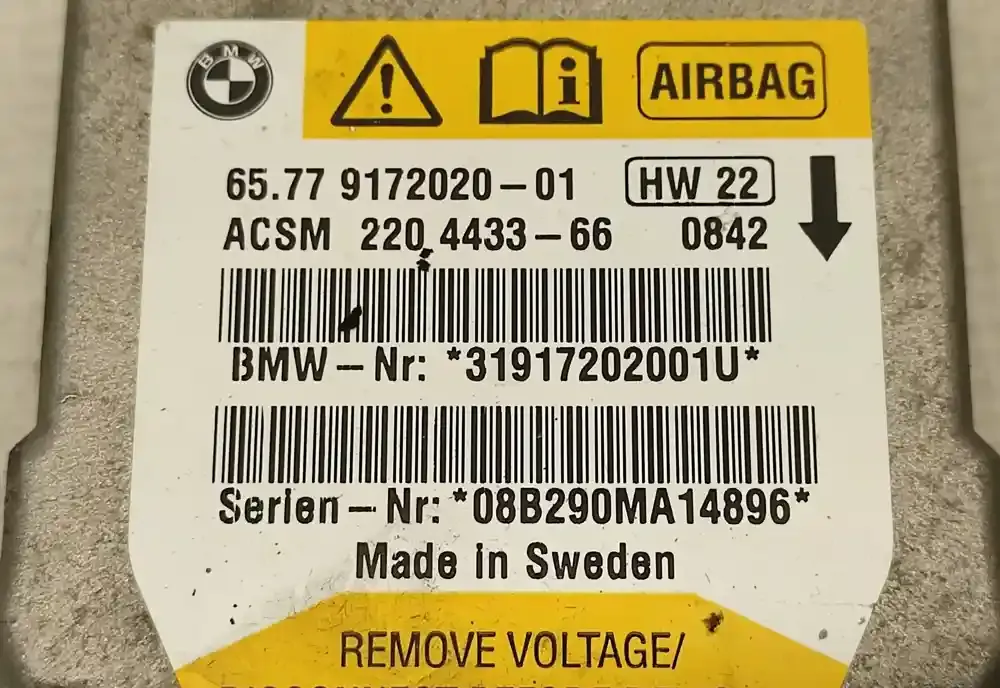 BMW
AIRBAG
65.77 9172020-01 HW 22
ACSM 220 4433-66 0842
BMW-Nr: *31917202001U*
Serien-Nr: *08B290MA14896*
Made in Sweden
REMOVE VOLTAGE/